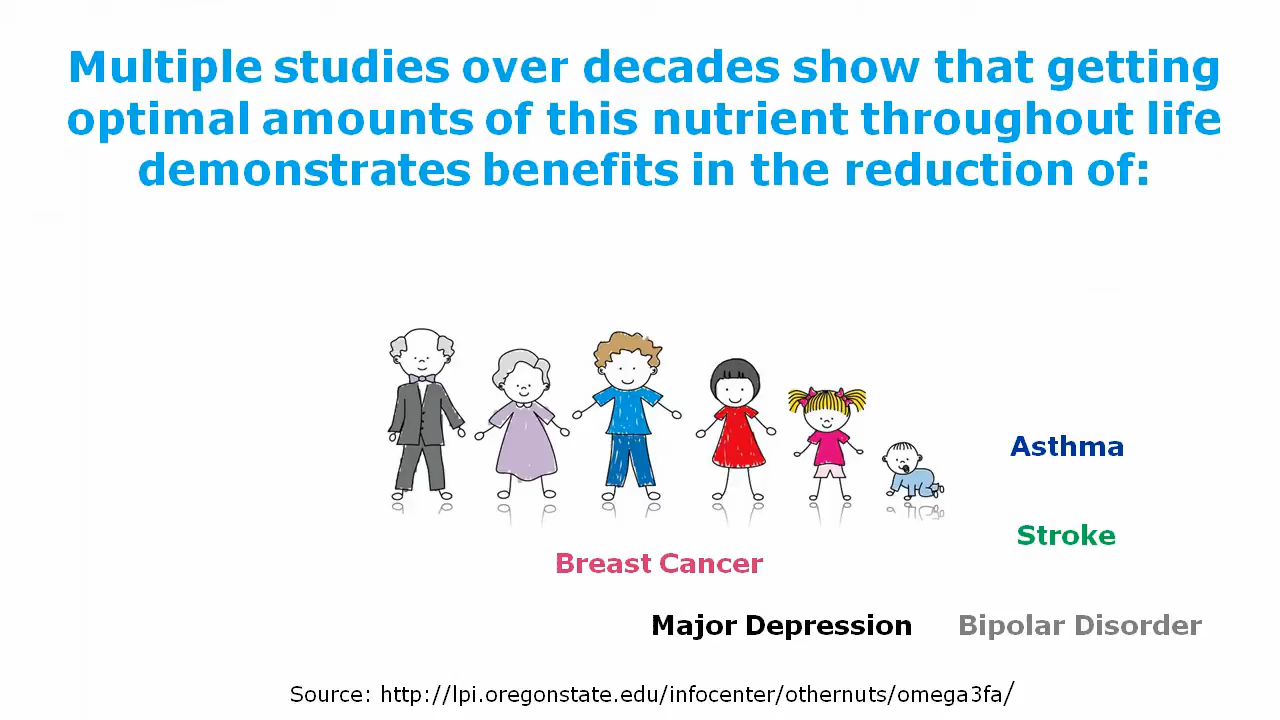 Multiple studies over decades show that getting
optimal amounts of this nutrient throughout life
demonstrates benefits in the reduction of:
Asthma
Stroke
Breast Cancer
Major Depression
Bipolar Disorder
Source: http://lpi.oregonstate.edu/infocenter/othernuts/omega3fa/